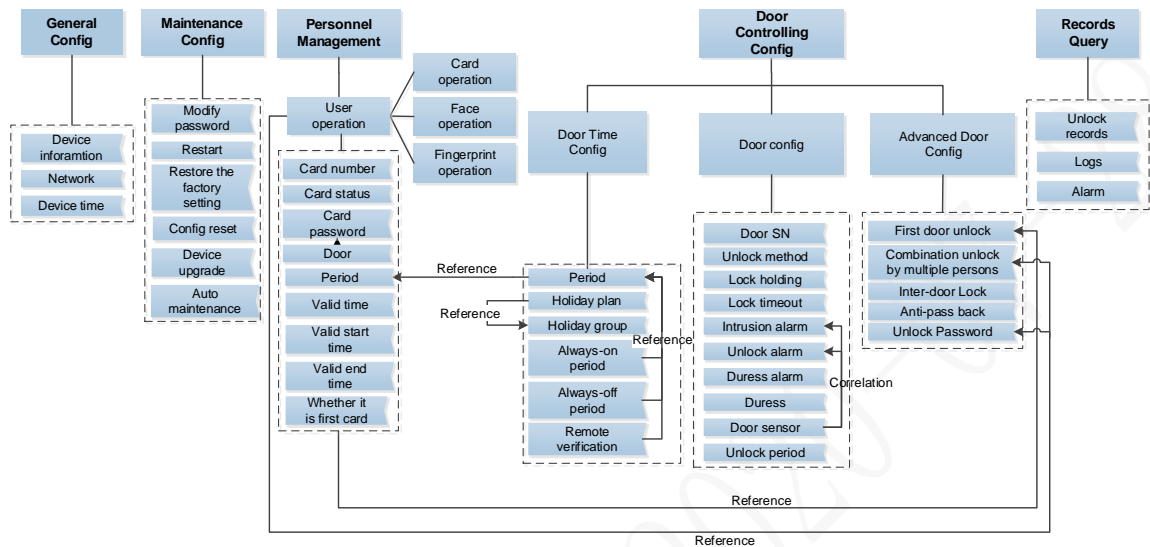 General
Config
Device
inforamtion
Network
Device time
Maintenance
Config
Modify
password
Restart
Restore the
factory
setting
Config reset
Device
upgrade
Auto
maintenance
Personnel
Management
User
operation
Card
operation
Face
operation
Fingerprint
operation
Card number
Card status
Card
password
Door
Period
Valid time
Valid start
time
Valid end
time
Whether it
is first card
Door
Controlling
Config
Door Time
Config
Reference
Period
Holiday plan
Reference
Holiday group
Reference
Always-on
period
Always-off
period
Remote
verification
Door config
Door SN
Unlock method
Lock holding
Lock timeout
Intrusion alarm
Unlock alarm
Duress alarm
Correlation
Duress
Door sensor
Unlock period
Advanced Door
Config
First door unlock
Combination unlock
by multiple persons
Inter-door Lock
Anti-pass back
Unlock Password
Records
Query
Unlock
records
Logs
Alarm
Reference
Reference